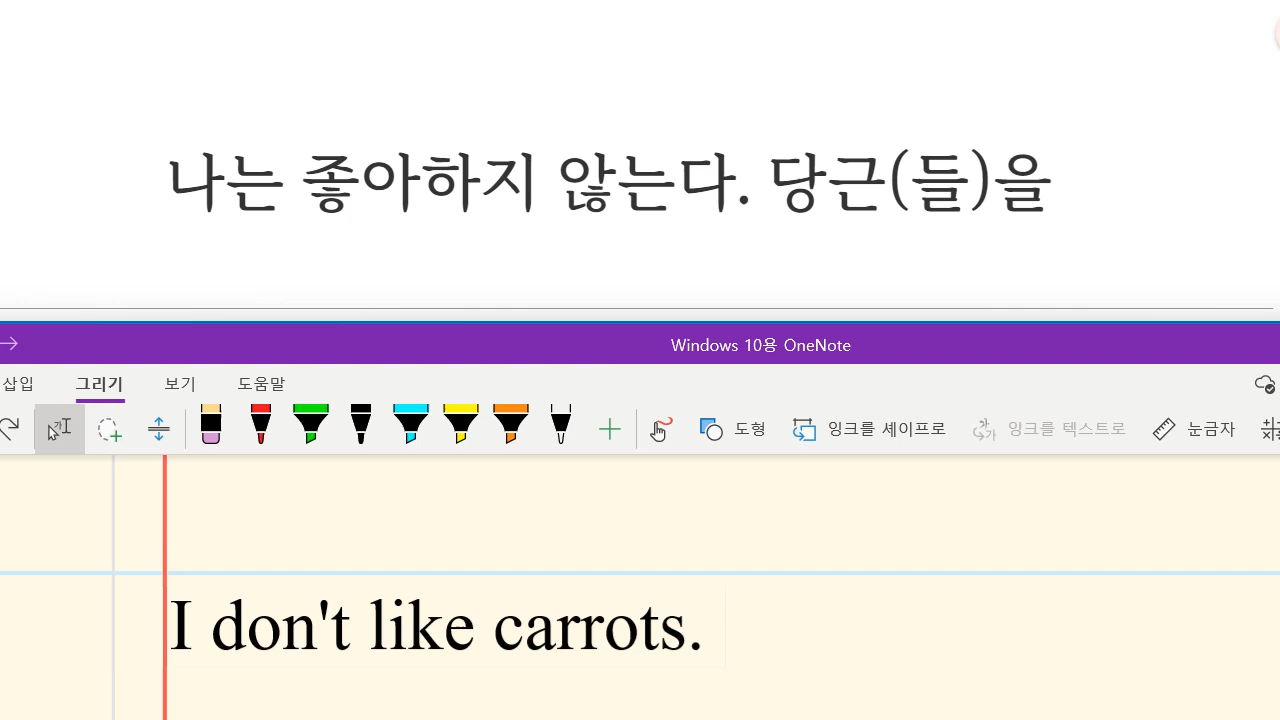 나는 좋아하지 않는다. 당근(들)을
Windows 10용 OneNote
삽입 그리기 보기 도움말
도형 잉크를 셰이프로 잉크를 텍스트로 눈금자
I don't like carrots.